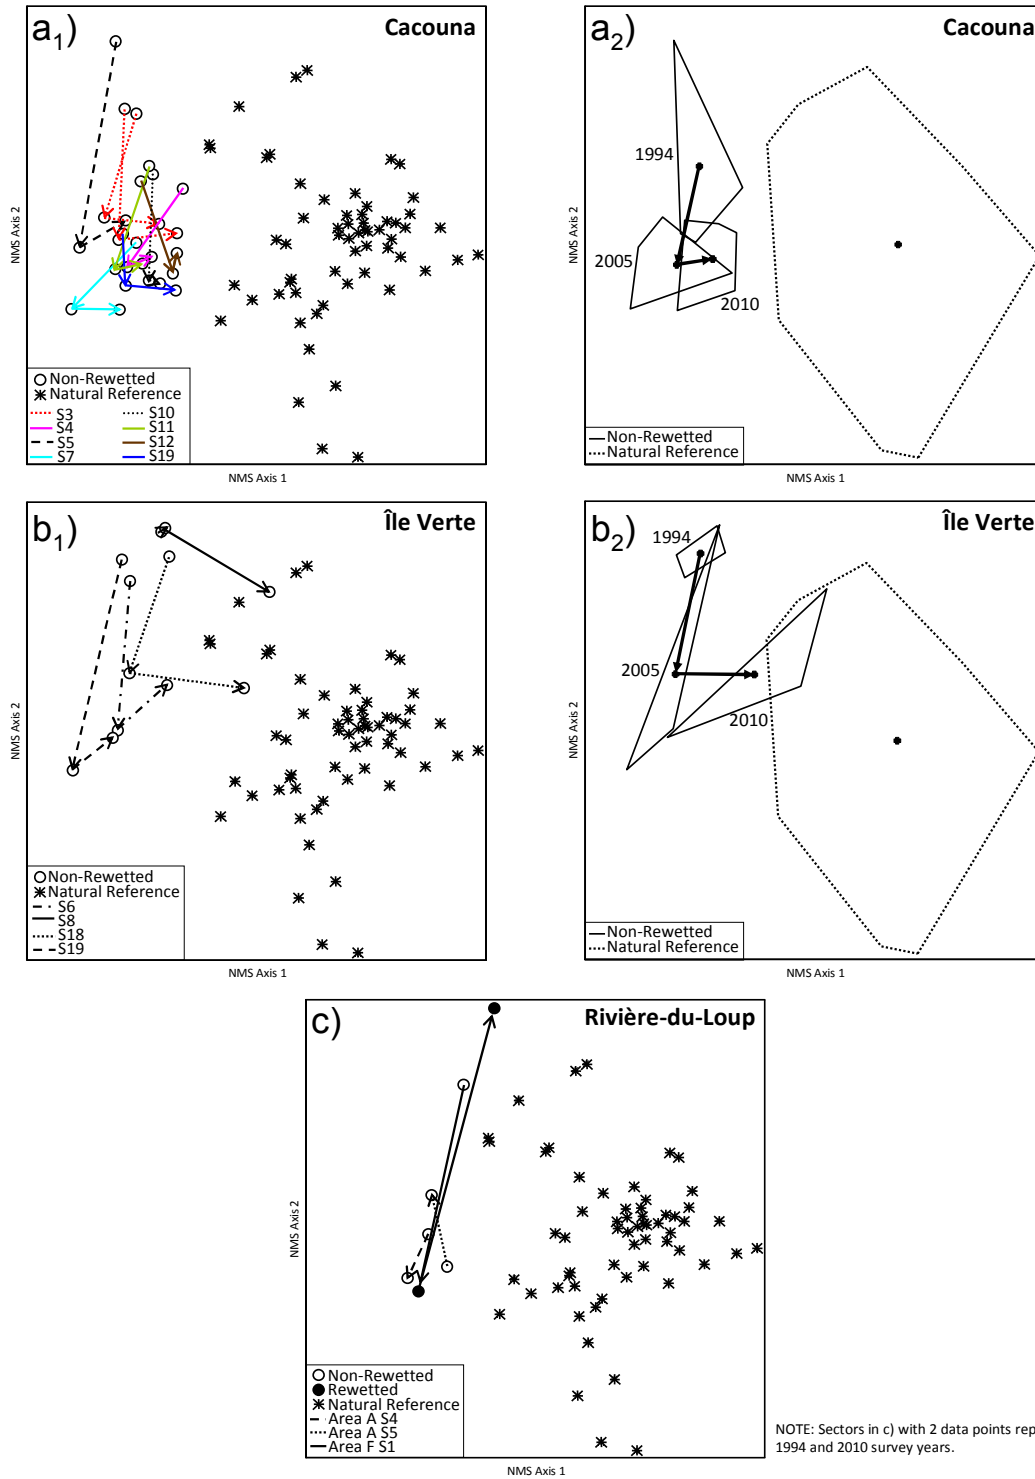 a1) Cacouna
NMS Axis 2
Non-Rewetted
Natural Reference
S3 S10
S4 S11
S5 S12
S7 S19
NMS Axis 1
a2) Cacouna
NMS Axis 2
1994
2005
2010
Non-Rewetted
Natural Reference
NMS Axis 1
b1) Île Verte
NMS Axis 2
Non-Rewetted
Natural Reference
S6
S8
S18
S19
NMS Axis 1
b2) Île Verte
NMS Axis 2
1994
2005
2010
Non-Rewetted
Natural Reference
NMS Axis 1
c) Rivière-du-Loup
NMS Axis 2
Non-Rewetted
Rewetted
Natural Reference
Area A S4
Area A S5
Area F S1
NMS Axis 1
NOTE: Sectors in c) with 2 data points rep
1994 and 2010 survey years.